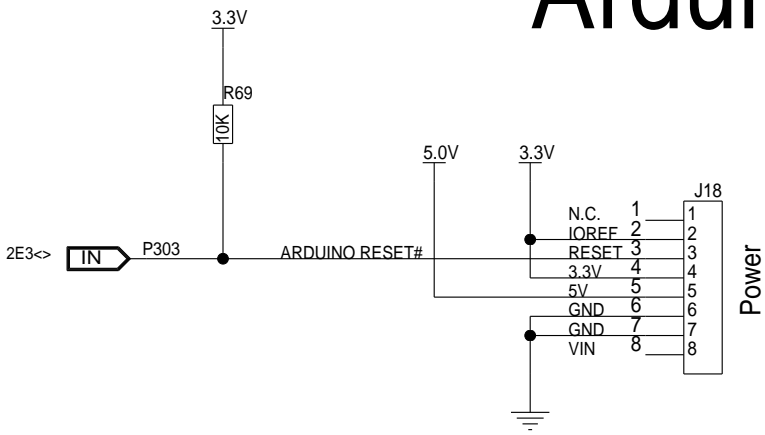 Ardui
3.3V
R69
10K
5.0V
3.3V
J18
N.C. 1 1
IOREF 2 2
2E3<> IN P303 ARDUINO RESET# RESET 3 3
3.3V 4 4
5V 5 5
GND 6 6
GND 7 7
VIN 8 8
Power